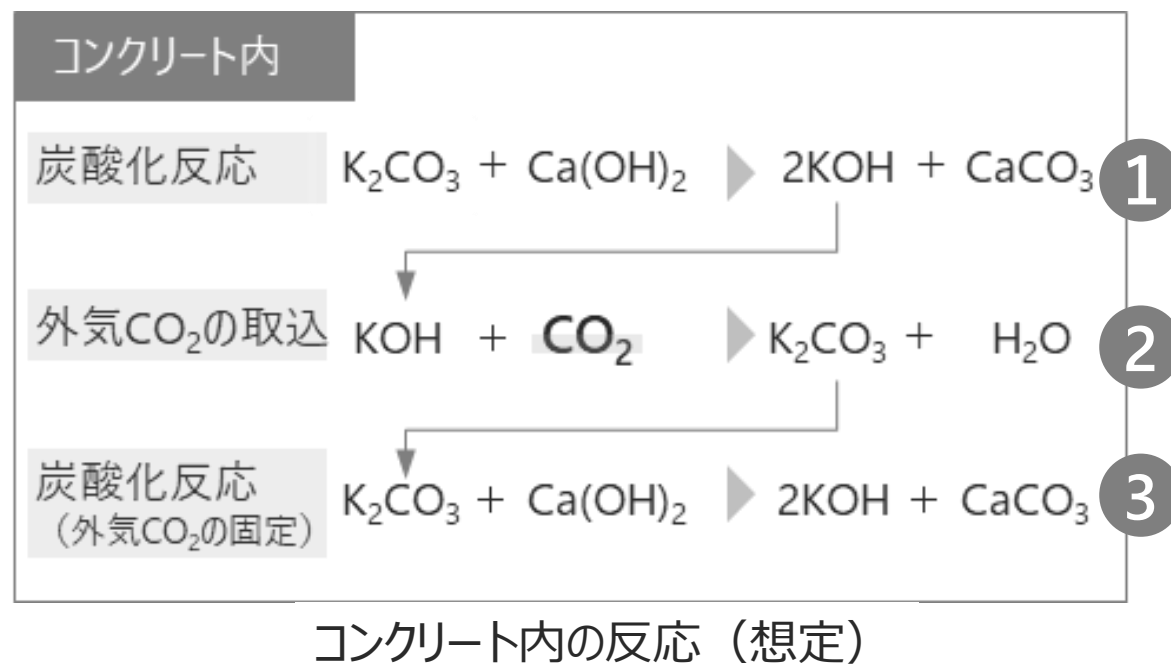 コンクリート内
炭酸化反応 K₂CO₃ + Ca(OH)₂ ▶ 2KOH + CaCO₃ 1
外気CO₂の取込 KOH + CO₂ ▶ K₂CO₃ + H₂O 2
炭酸化反応 K₂CO₃ + Ca(OH)₂ ▶ 2KOH + CaCO₃ 3
（外気CO₂の固定）
コンクリート内の反応（想定）